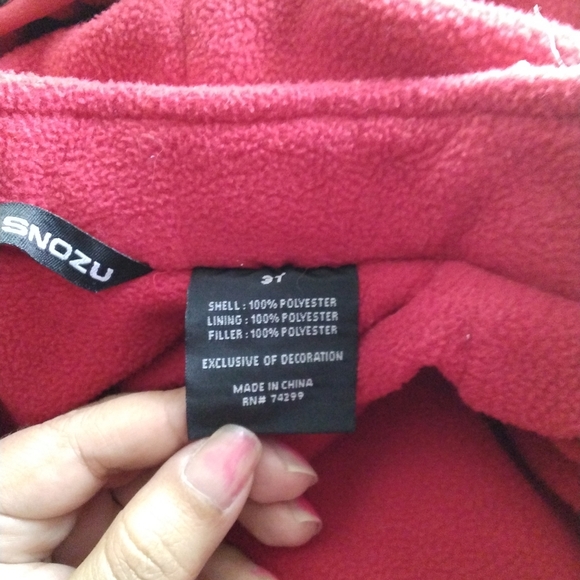 SNOZU
3T
SHELL : 100% POLYESTER
LINING : 100% POLYESTER
FILLER : 100% POLYESTER
EXCLUSIVE OF DECORATION
MADE IN CHINA
RN# 74299